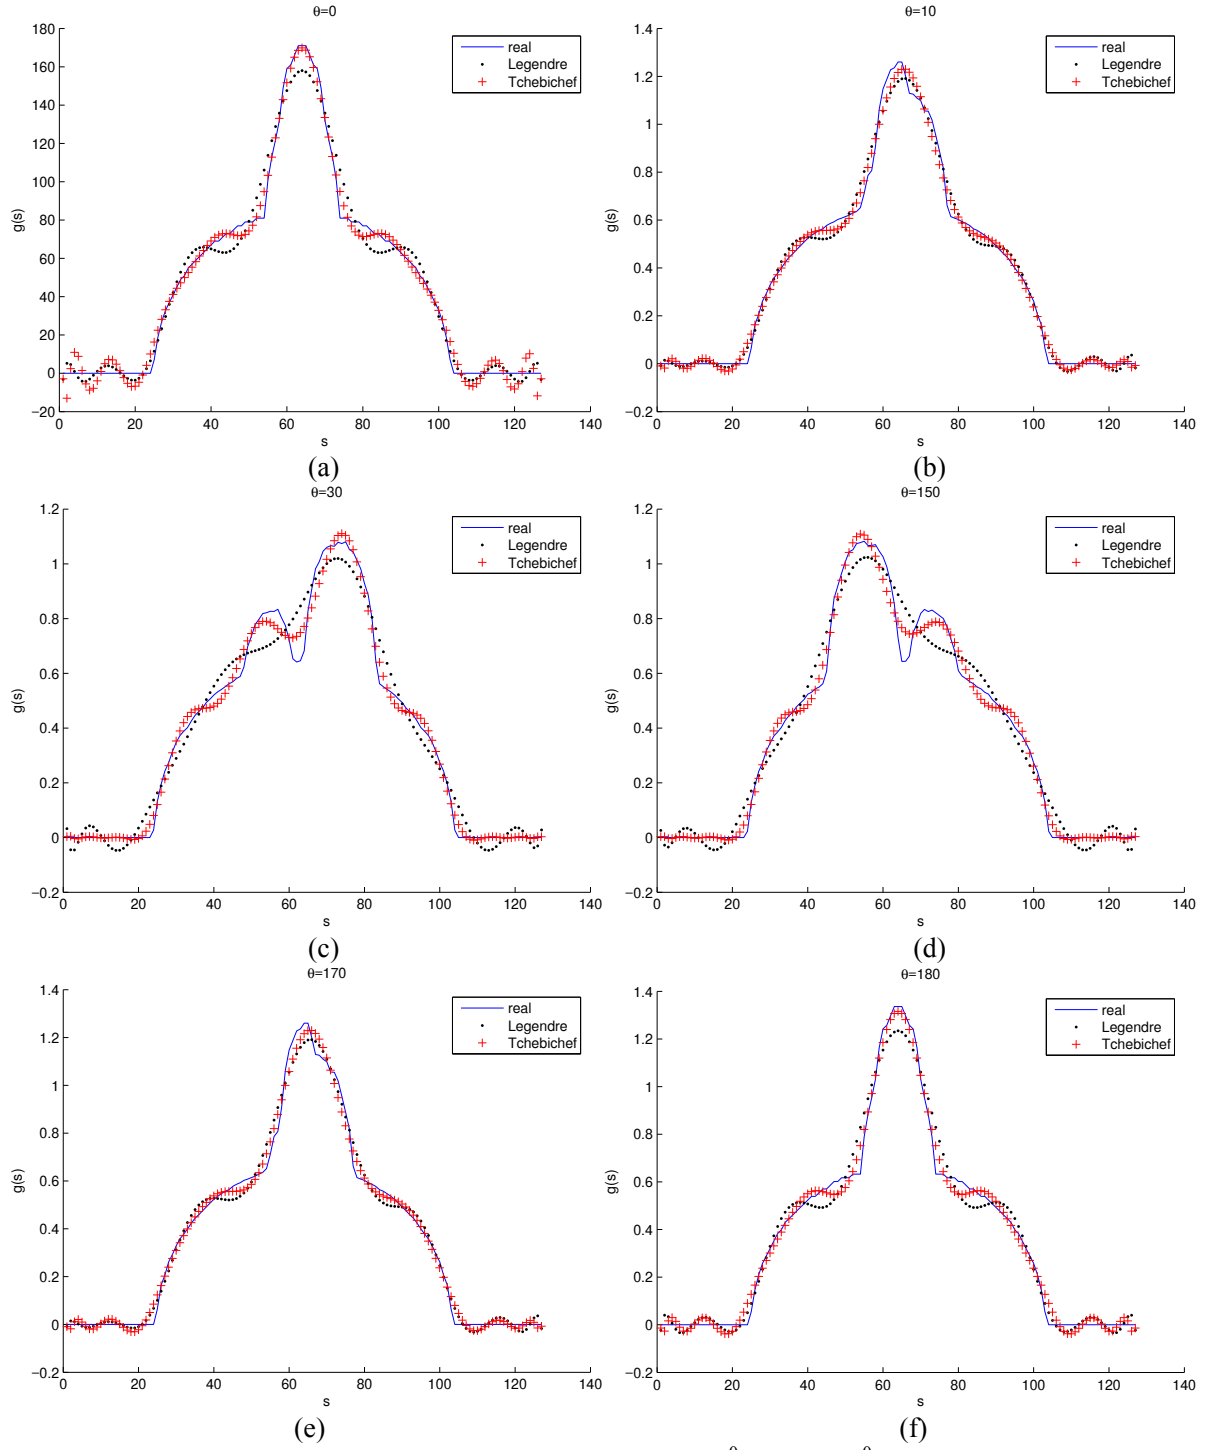 θ=0
180
160
140
120
100
80
60
40
20
0
−20
0 20 40 60 80 100 120 140
g(s)
s
real
Legendre
Tchebichef
(a)
θ=10
1.4
1.2
1
0.8
0.6
0.4
0.2
0
−0.2
0 20 40 60 80 100 120 140
g(s)
s
real
Legendre
Tchebichef
(b)
θ=30
1.2
1
0.8
0.6
0.4
0.2
0
−0.2
0 20 40 60 80 100 120 140
g(s)
s
real
Legendre
Tchebichef
(c)
θ=150
1.2
1
0.8
0.6
0.4
0.2
0
−0.2
0 20 40 60 80 100 120 140
g(s)
s
real
Legendre
Tchebichef
(d)
θ=170
1.4
1.2
1
0.8
0.6
0.4
0.2
0
−0.2
0 20 40 60 80 100 120 140
g(s)
s
real
Legendre
Tchebichef
(e)
θ=180
1.4
1.2
1
0.8
0.6
0.4
0.2
0
−0.2
0 20 40 60 80 100 120 140
g(s)
s
real
Legendre
Tchebichef
(f)
θ θ